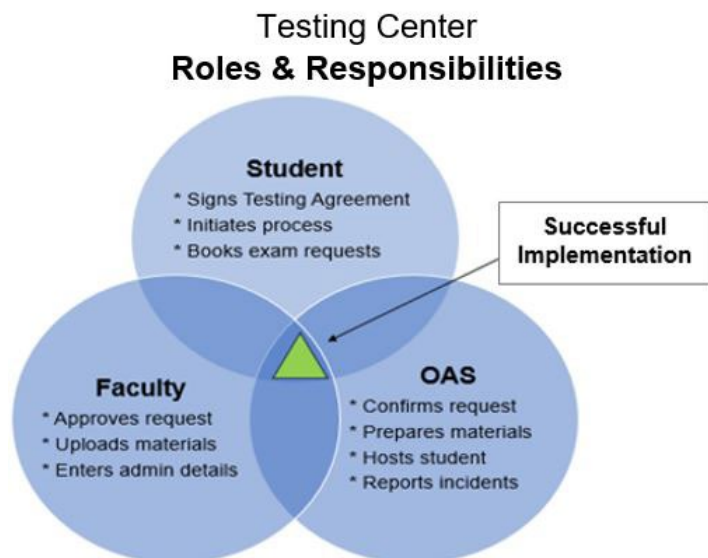 Testing Center
Roles & Responsibilities
Student
* Signs Testing Agreement
* Initiates process
* Books exam requests
Successful
Implementation
Faculty
* Approves request
* Uploads materials
* Enters admin details
OAS
* Confirms request
* Prepares materials
* Hosts student
* Reports incidents